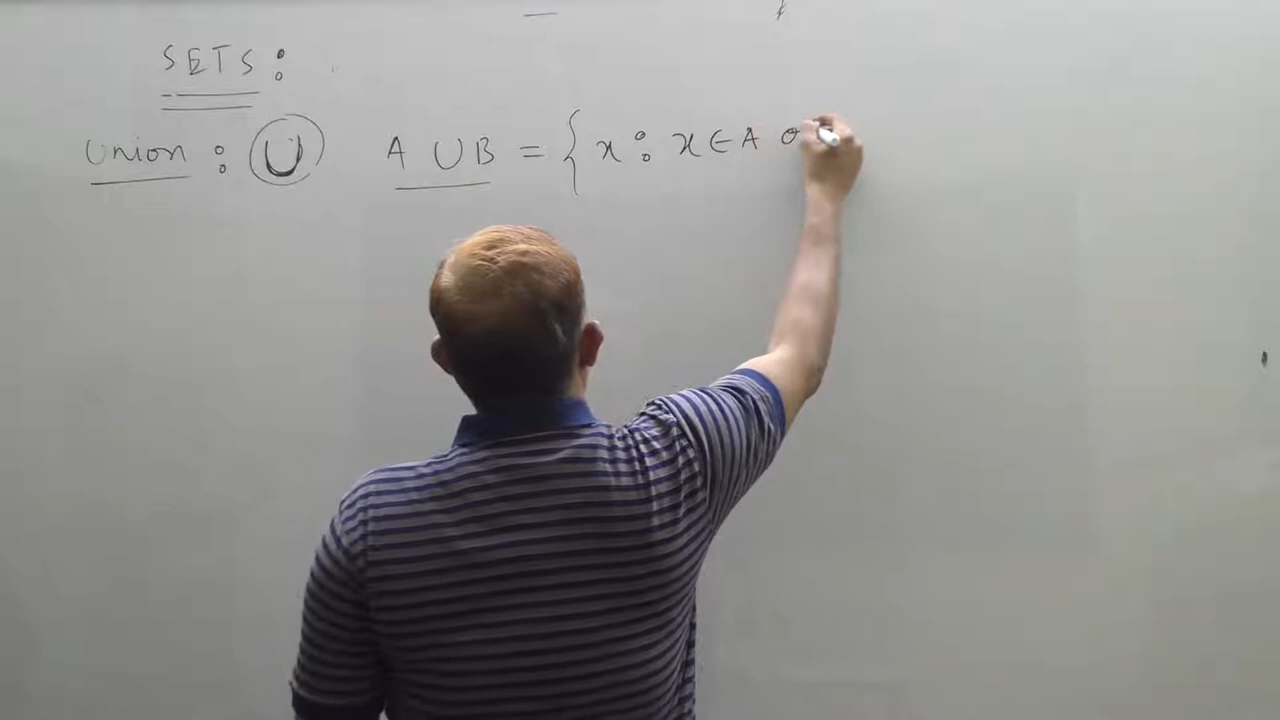 SETS:
Union : U A U B = { x : x ∈ A o